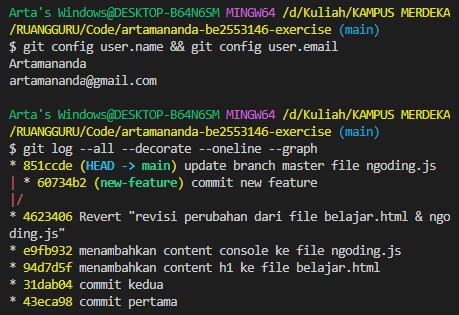 Arta's Windows@DESKTOP-B64N6SM MINGW64 /d/Kuliah/KAMPUS MERDEKA
/RUANGGURU/Code/artamananda-be2553146-exercise (main)
$ git config user.name && git config user.email
Artamananda
artamananda@gmail.com

Arta's Windows@DESKTOP-B64N6SM MINGW64 /d/Kuliah/KAMPUS MERDEKA
/RUANGGURU/Code/artamananda-be2553146-exercise (main)
$ git log --all --decorate --oneline --graph
* 851ccde (HEAD -> main) update branch master file ngoding.js
| * 60734b2 (new-feature) commit new feature
|/
* 4623406 Revert "revisi perubahan dari file belajar.html & ngo
ding.js"
* e9fb932 menambahkan content console ke file ngoding.js
* 94d7d5f menambahkan content h1 ke file belajar.html
* 31dab04 commit kedua
* 43eca98 commit pertama